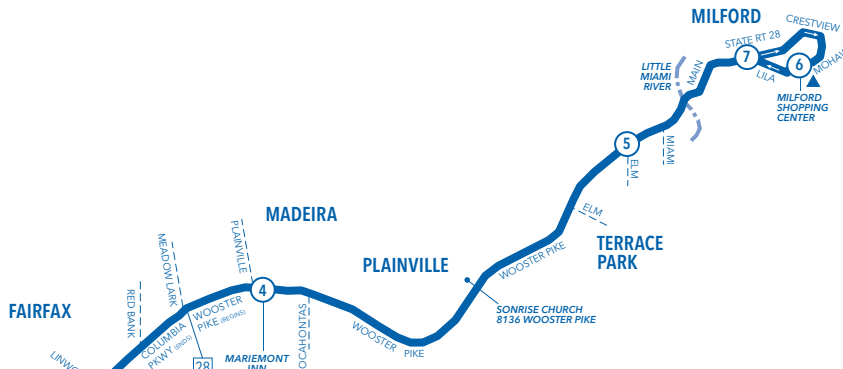 MILFORD
CRESTVIEW
STATE RT 28
7
6
LILA
LITTLE
MIAMI
RIVER
MAIN
MILFORD
SHOPPING
CENTER
5
MIAMI
ELM
ELM
MADEIRA
TERRACE
PARK
PLAINVILLE
MEADOW LARK
PLAINVILLE
WOOSTER PIKE
4
RED BANK
FAIRFAX
WOOSTER
PIKE (BEGINS)
COLUMBIA
PKWY (ENDS)
SONRISE CHURCH
8136 WOOSTER PIKE
WOOSTER
PIKE
28
MARIEMONT
INN